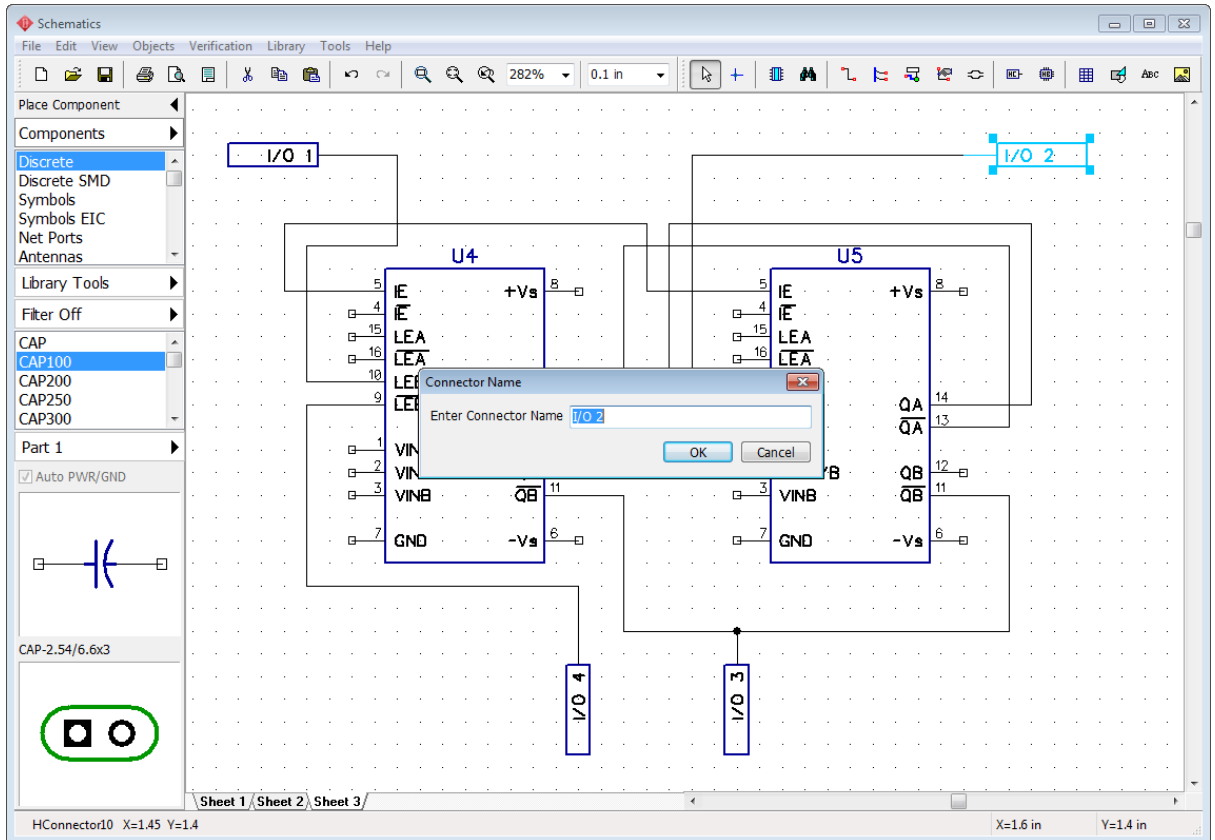 Schematics
File Edit View Objects Verification Library Tools Help
282% 0.1 in ABC
Place Component
Components
Discrete
Discrete SMD
Symbols
Symbols EIC
Net Ports
Antennas
Library Tools
Filter Off
CAP
CAP100
CAP200
CAP250
CAP300
Part 1
Auto PWR/GND
CAP-2.54/6.6x3
I/O 1
I/O 2
U4
5 IE +Vs 8
4 IE
15 LEA
16 LEA
10
9
1
2
3 VINB QB 11
7 GND -Vs 6
U5
5 IE +Vs 8
4 IE
15 LEA
16 LEA
QA 14
QA 13
QB 12
3 VINB QB 11
7 GND -Vs 6
Connector Name
Enter Connector Name I/O 2
OK Cancel
I/O 4
I/O 3
Sheet 1 Sheet 2 Sheet 3
HConnector10 X=1.45 Y=1.4 X=1.6 in Y=1.4 in